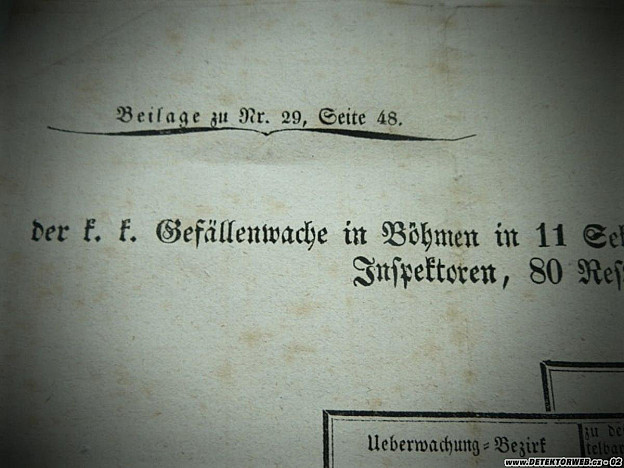 Beilage zu Nr. 29, Seite 48.
der k. k. Gefällenwache in Böhmen in 11
Inspektoren, 80
Ueberwachung-Bezirk
zu
www.DETEKTORWEB.cz - 02